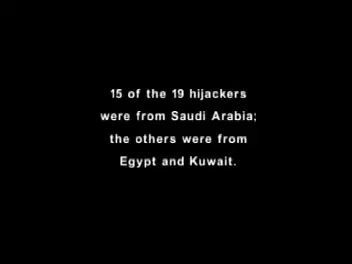 15 of the 19 hijackers
were from Saudi Arabia;
the others were from
Egypt and Kuwait.